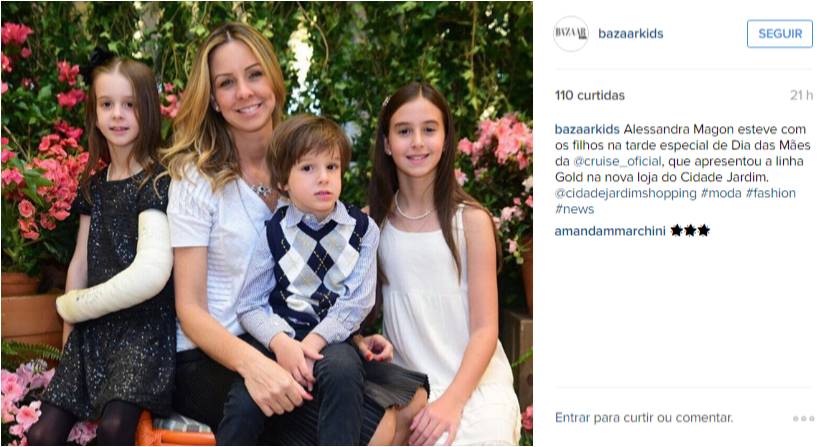 BAZAAR
bazaarkids
SEGUIR
110 curtidas
21 h
bazaarkids Alessandra Magon esteve com
os filhos na tarde especial de Dia das Mães
da @cruise_oficial, que apresentou a linha
Gold na nova loja do Cidade Jardim.
@cidadejardimshopping #moda #fashion
#news
amandammarchini ★★★
Entrar para curtir ou comentar.